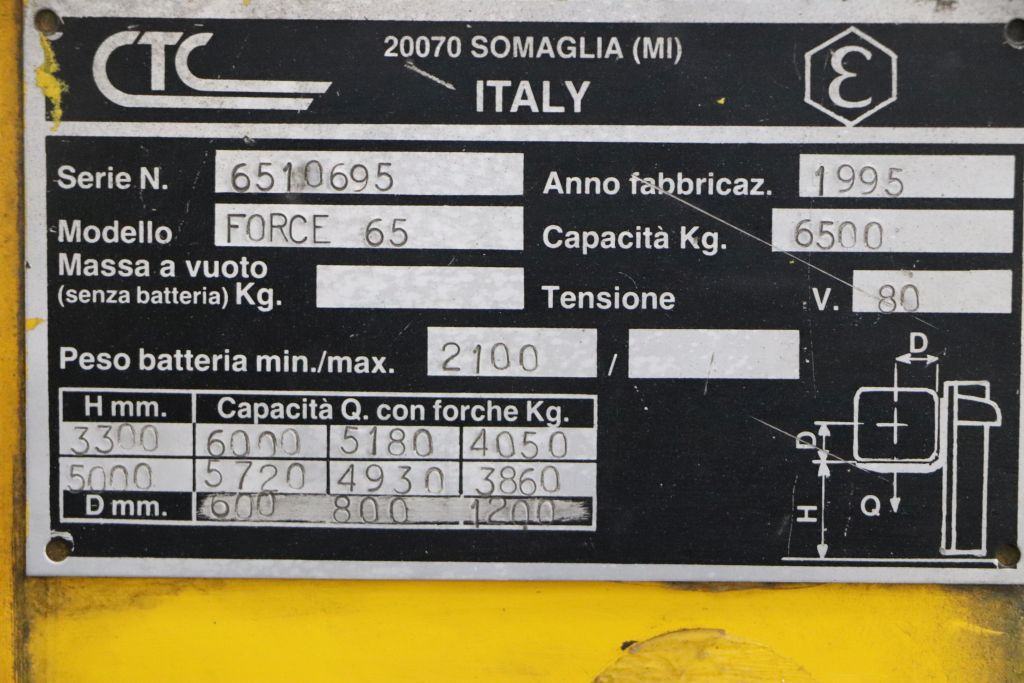 CTC 20070 SOMAGLIA (MI) ε
ITALY
Serie N. 6510695 Anno fabbricaz. 1995
Modello FORCE 65 Capacità Kg. 6500
Massa a vuoto
(senza batteria) Kg. Tensione V. 80
Peso batteria min./max. 2100 /
H mm. Capacità Q. con forche Kg.
3300 6000 5180 4050
5000 5720 4930 3860
D mm. 600 800 1200
D
D
H
Q